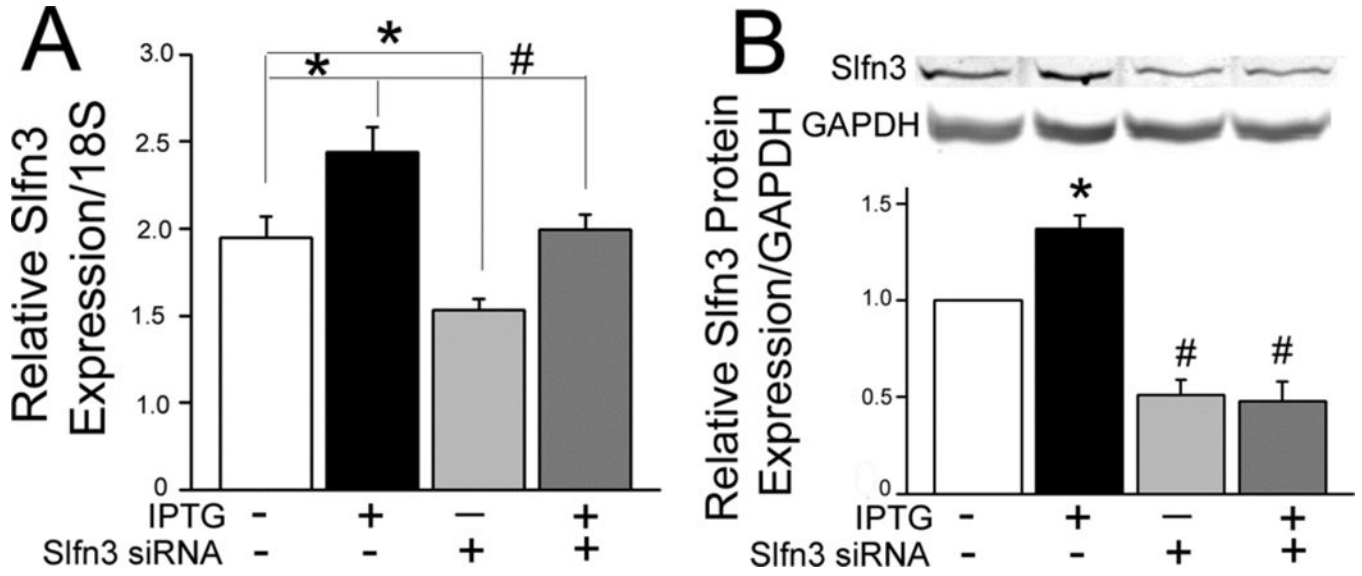 A
Relative Slfn3
Expression/18S
3.0
2.5
2.0
1.5
1.0
0
*
*
#
IPTG - + — +
Slfn3 siRNA - - + +
B
Slfn3
GAPDH
Relative Slfn3 Protein
Expression/GAPDH
1.5
1.0
0.5
0
*
#
#
IPTG - + — +
Slfn3 siRNA - - + +